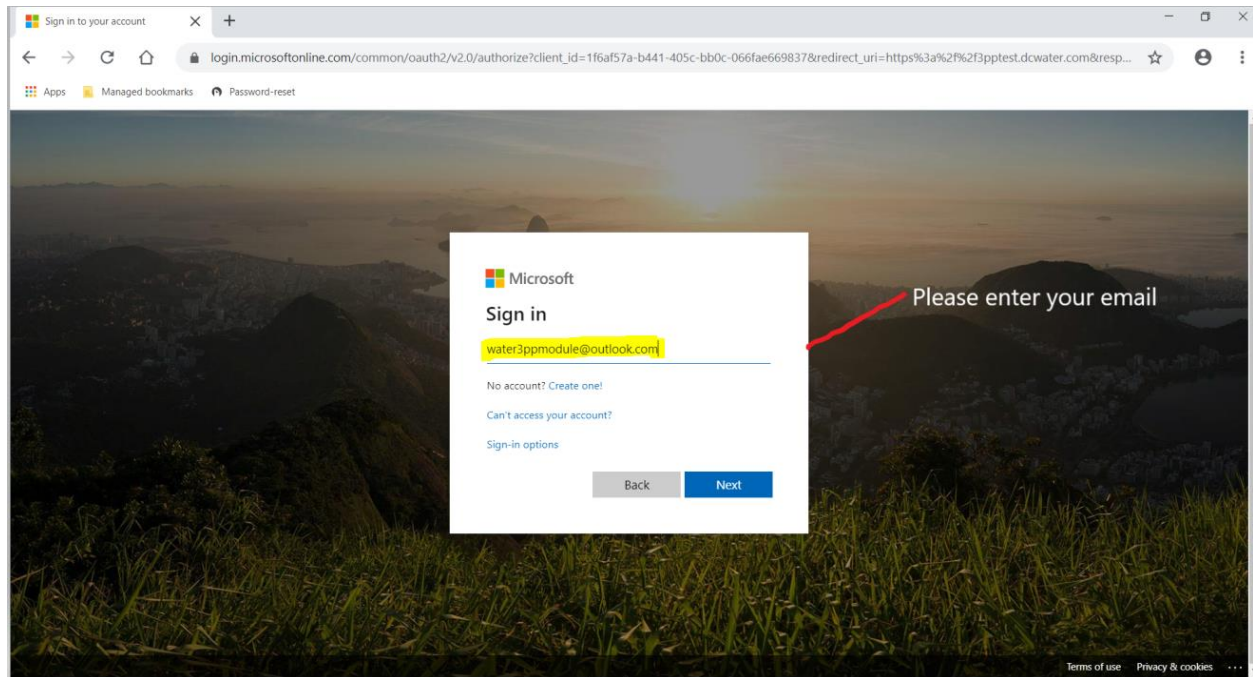 Sign in to your account
login.microsoftonline.com/common/oauth2/v2.0/authorize?client_id=1f6af57a-b441-405c-bb0c-066fae669837&redirect_uri=https%3a%2f%2f3pptest.dcwater.com&resp...
Apps Managed bookmarks Password-reset
Microsoft
Sign in
Please enter your email
water3ppmodule@outlook.com
No account? Create one!
Can't access your account?
Sign-in options
Back Next
Terms of use Privacy & cookies ...